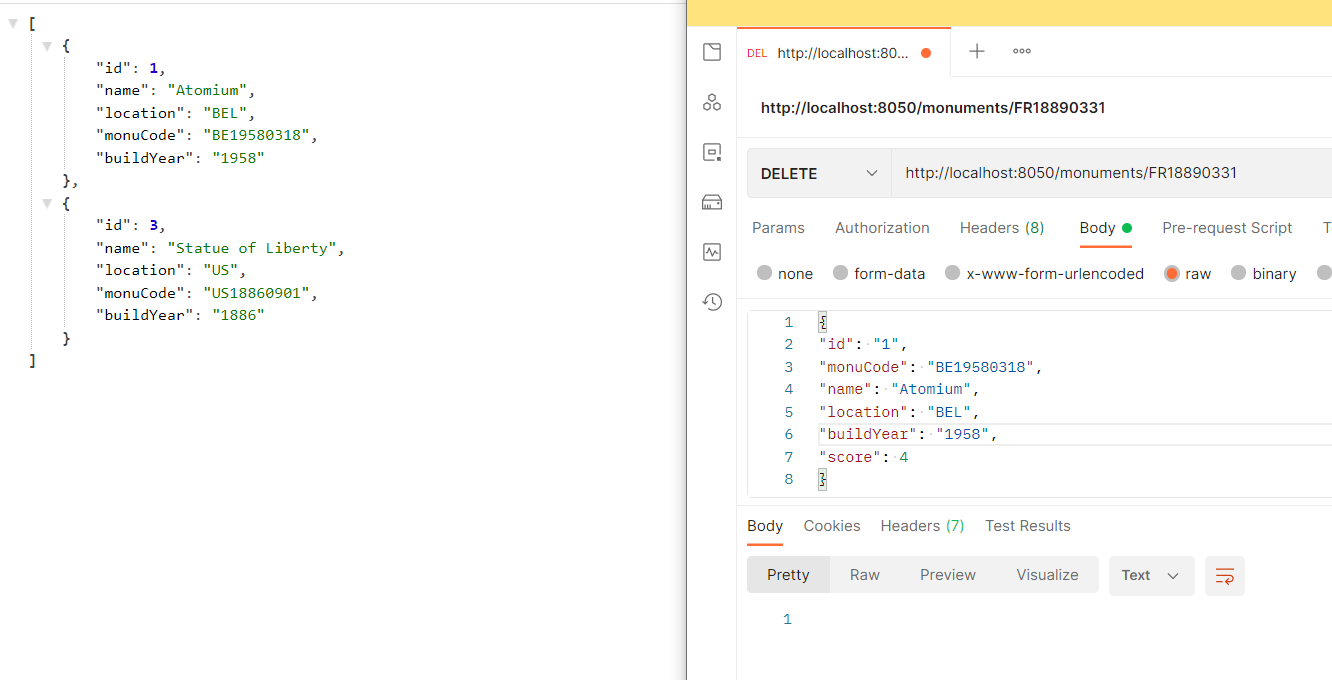 [
{
"id": 1,
"name": "Atomium",
"location": "BEL",
"monuCode": "BE19580318",
"buildYear": "1958"
},
{
"id": 3,
"name": "Statue of Liberty",
"location": "US",
"monuCode": "US18860901",
"buildYear": "1886"
}
]
DEL http://localhost:80...
http://localhost:8050/monuments/FR18890331
DELETE http://localhost:8050/monuments/FR18890331
Params Authorization Headers (8) Body Pre-request Script T
none form-data x-www-form-urlencoded raw binary
1 {
2 "id": "1",
3 "monuCode": "BE19580318",
4 "name": "Atomium",
5 "location": "BEL",
6 "buildYear": "1958",
7 "score": 4
8 }
Body Cookies Headers (7) Test Results
Pretty Raw Preview Visualize Text
1